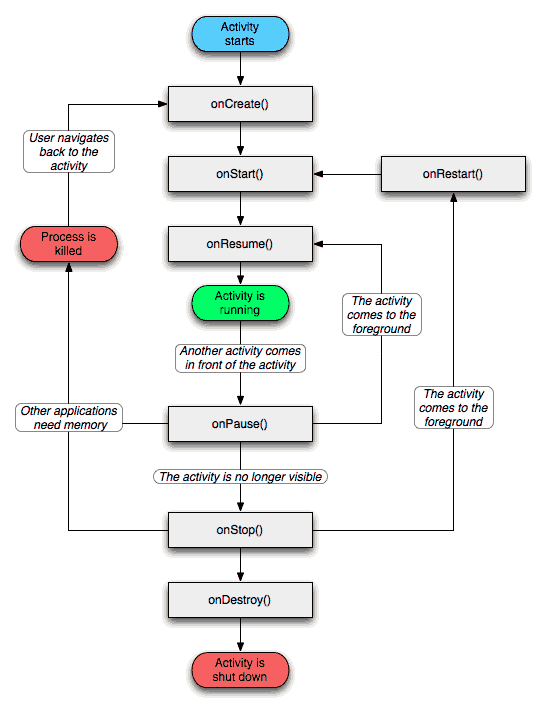 Activity
starts
onCreate()
User navigates
back to the
activity
onStart()
onRestart()
Process is
killed
onResume()
Activity is
running
The activity
comes to the
foreground
Another activity comes
in front of the activity
The activity
comes to the
foreground
Other applications
need memory
onPause()
The activity is no longer visible
onStop()
onDestroy()
Activity is
shut down